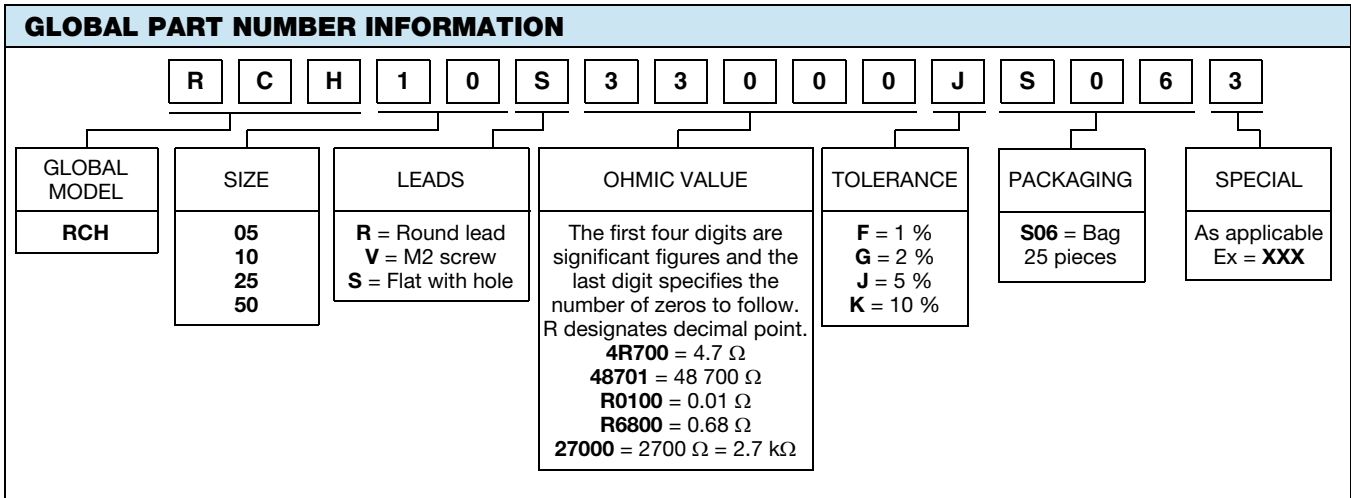 GLOBAL PART NUMBER INFORMATION
R C H 1 0 S 3 3 0 0 0 J S 0 6 3
GLOBAL
MODEL
RCH
SIZE
05
10
25
50
LEADS
R = Round lead
V = M2 screw
S = Flat with hole
OHMIC VALUE
The first four digits are
significant figures and the
last digit specifies the
number of zeros to follow.
R designates decimal point.
4R700 = 4.7 Ω
48701 = 48 700 Ω
R0100 = 0.01 Ω
R6800 = 0.68 Ω
27000 = 2700 Ω = 2.7 kΩ
TOLERANCE
F = 1 %
G = 2 %
J = 5 %
K = 10 %
PACKAGING
S06 = Bag
25 pieces
SPECIAL
As applicable
Ex = XXX